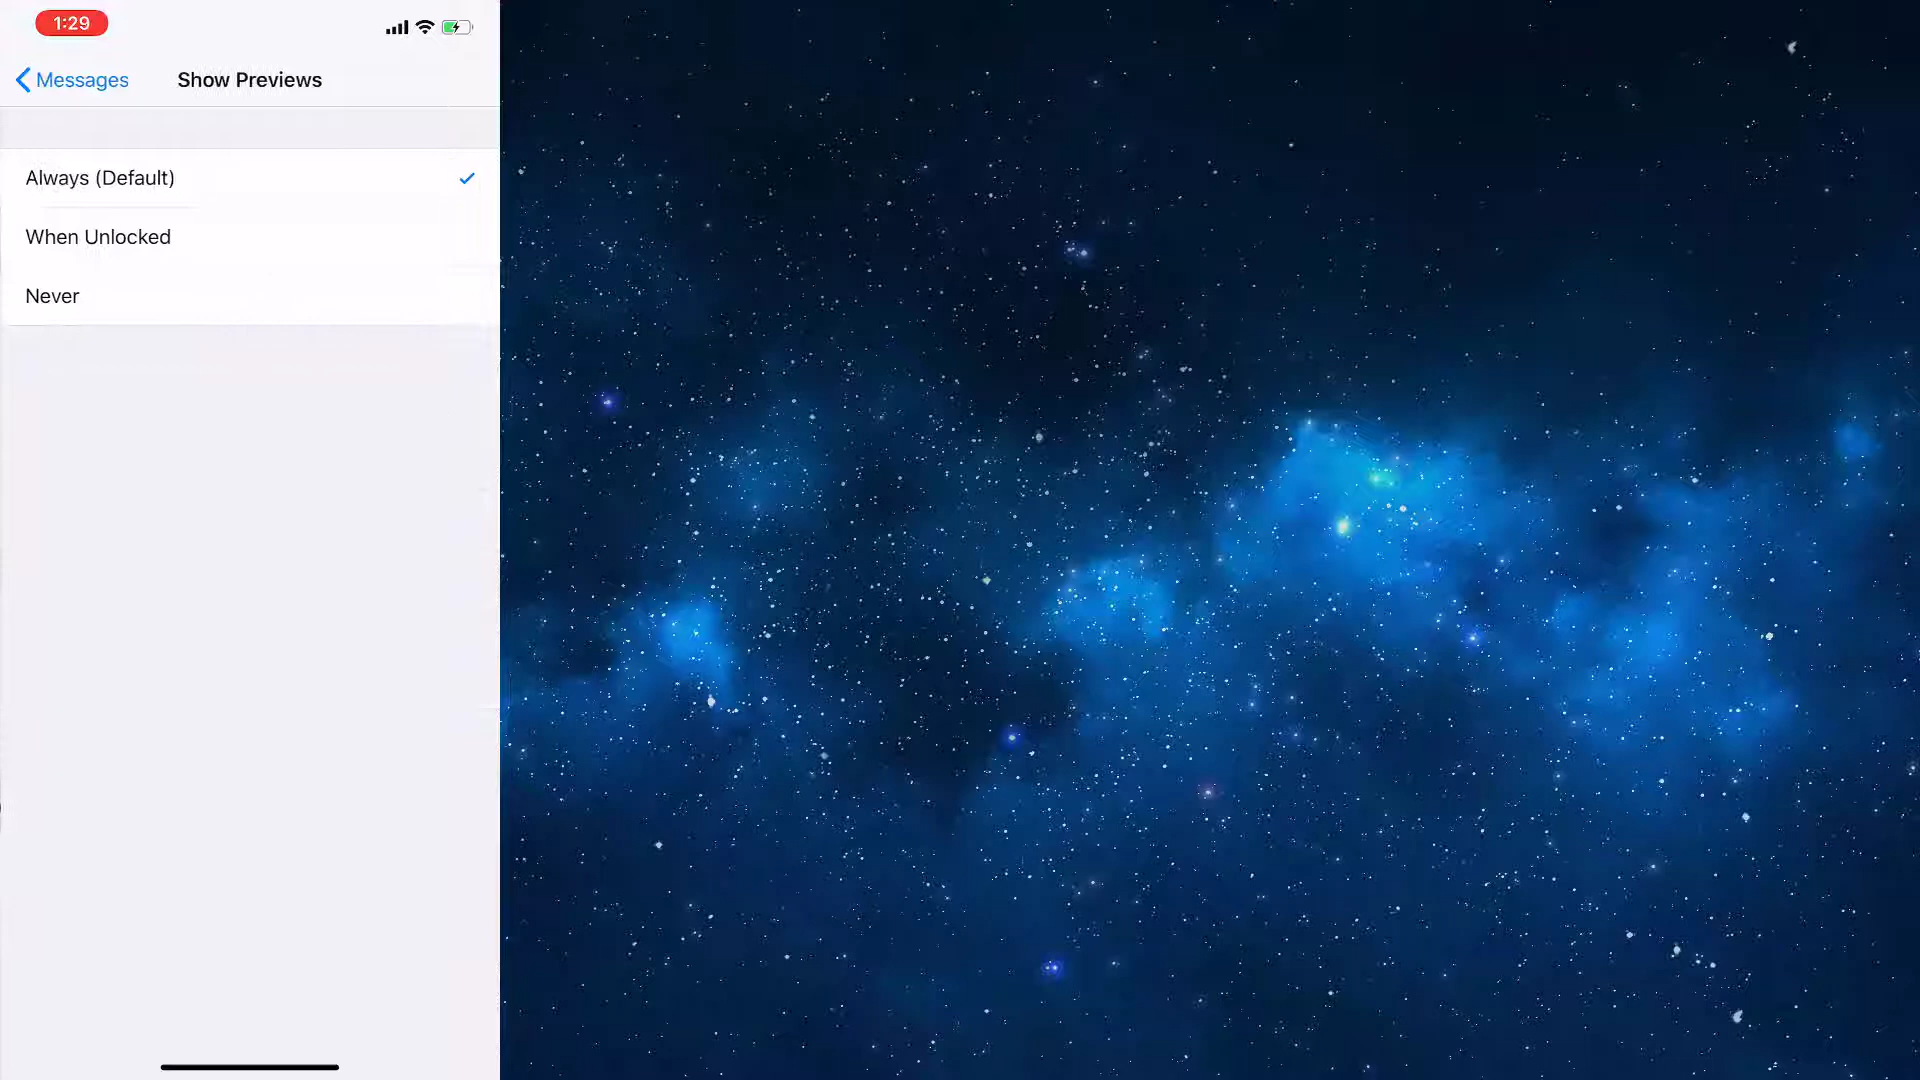 1:29
Messages
Show Previews
Always (Default)
When Unlocked
Never